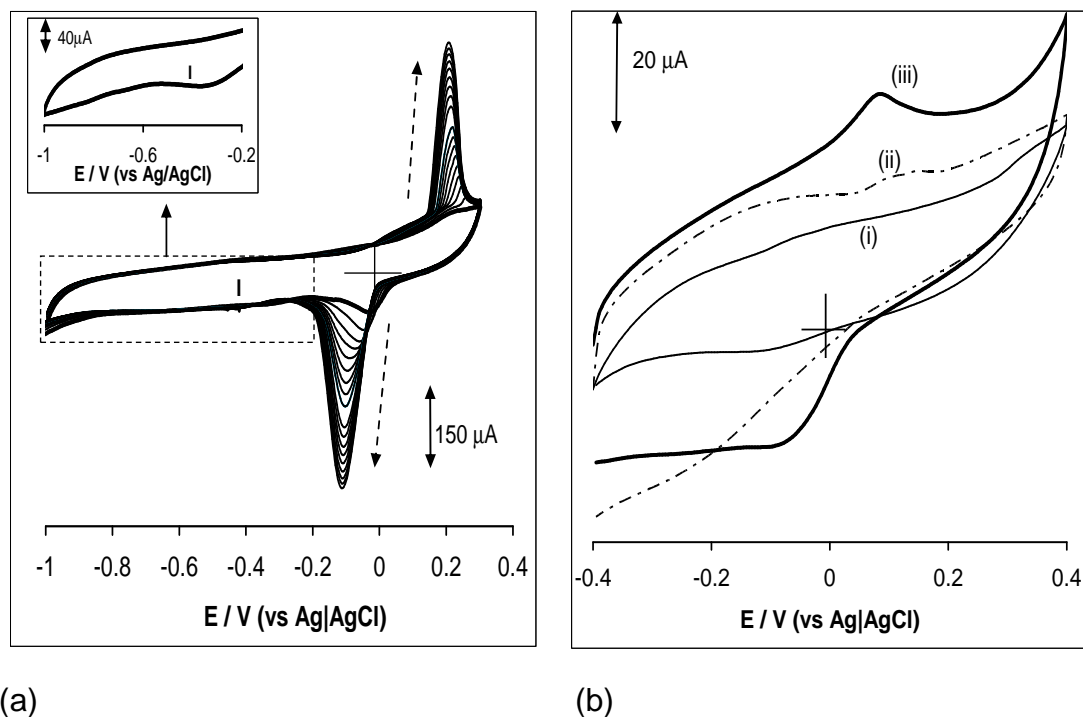 40μA
I
-1
-0.6
-0.2
E / V (vs Ag/AgCl)
I
150 μA
-1
-0.8
-0.6
-0.4
-0.2
0
0.2
0.4
E / V (vs Ag|AgCl)
(a)
20 μA
(iii)
(ii)
(i)
-0.4
-0.2
0
0.2
0.4
E / V (vs Ag|AgCl)
(b)